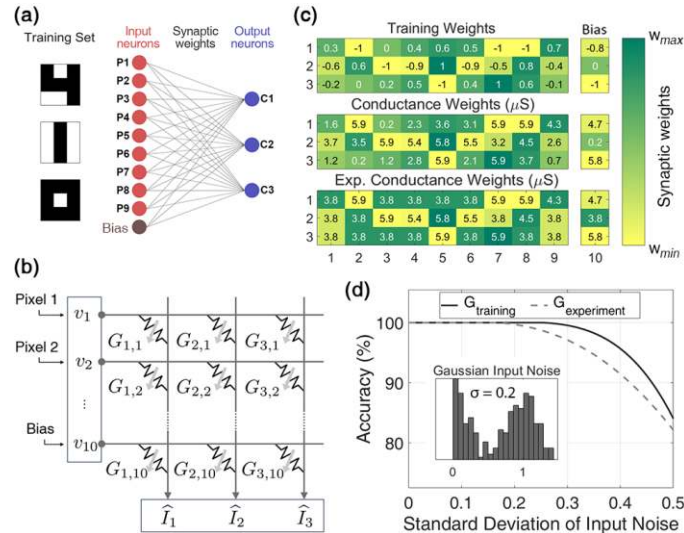 (a)
Training Set
Input neurons
Synaptic weights
Output neurons
P1
P2
P3
P4
P5
P6
P7
P8
P9
Bias
C1
C2
C3
(b)
Pixel 1
Pixel 2
...
Bias
v1
v2
v10
G1,1 G2,1 G3,1
G1,2 G2,2 G3,2
G1,10 G2,10 G3,10
Î1 Î2 Î3
(c)
Training Weights Bias
1 0.3 -1 0 0.4 0.6 0.5 -1 -1 0.7 -0.8
2 -0.6 0.6 -1 -0.9 1 -0.9 -0.5 0.8 -0.4 0
3 -0.2 0 0.2 0.5 -1 0.4 1 0.6 -0.2 -1
Conductance Weights (μS)
1 1.6 5.9 0.2 2.3 3.6 3.1 5.9 5.9 4.3 4.7
2 3.7 3.5 5.9 5.4 5.8 5.5 3.2 4.5 2.6 0.2
3 1.2 0.2 1.2 2.8 5.9 2.1 5.9 3.7 0.7 5.8
Exp. Conductance Weights (μS)
1 3.8 5.9 3.8 3.8 3.8 3.8 5.9 5.9 4.3 4.7
2 3.8 3.8 5.9 5.4 5.8 5.5 3.8 4.5 3.8 3.8
3 3.8 3.8 3.8 3.8 5.9 3.8 5.9 3.8 3.8 5.8
1 2 3 4 5 6 7 8 9 10
wmax
Synaptic weights
wmin
(d)
Gtraining Gexperiment
Accuracy (%)
100
90
80
Gaussian Input Noise
σ = 0.2
0 1
0 0.1 0.2 0.3 0.4 0.5
Standard Deviation of Input Noise